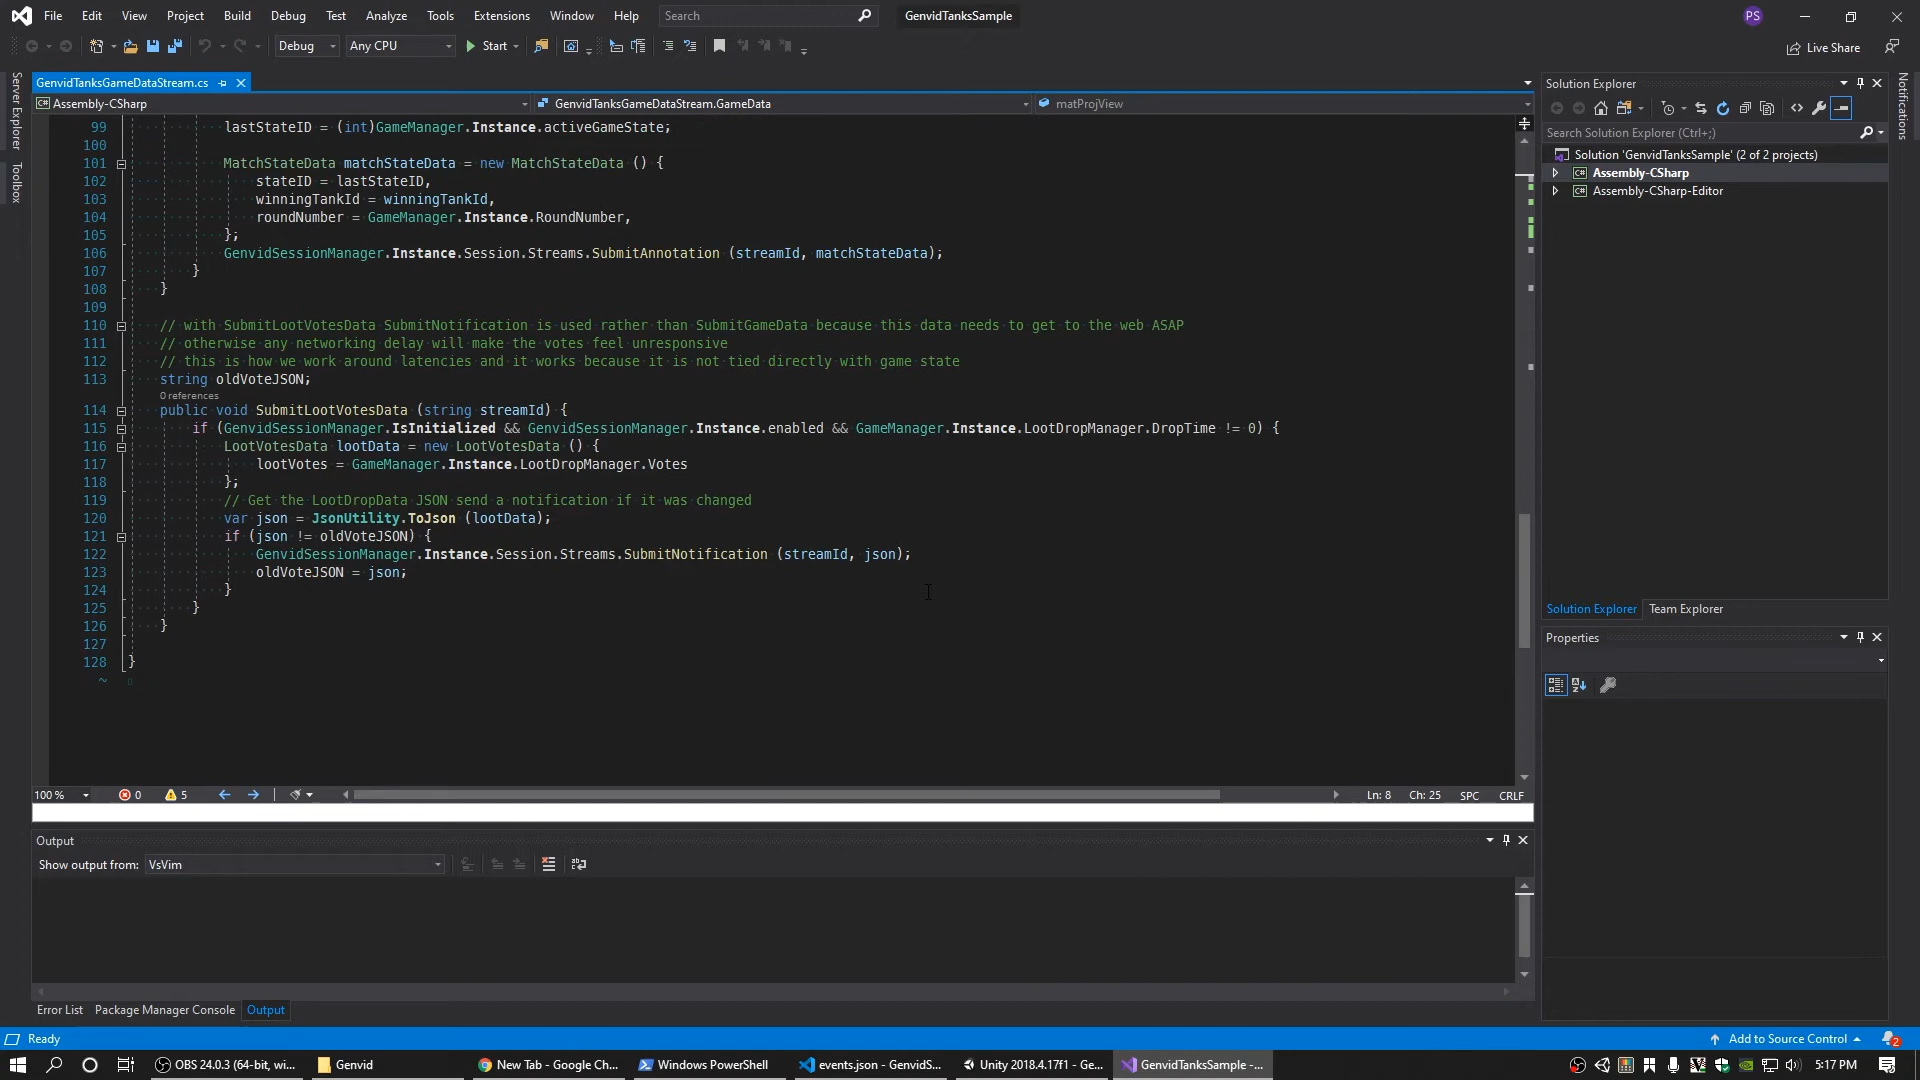 File Edit View Project Build Debug Test Analyze Tools Extensions Window Help Search GenvidTanksSample PS
Debug Any CPU Start Live Share
Server Explorer
Toolbox
Notifications
GenvidTanksGameDataStream.cs
Assembly-CSharp GenvidTanksGameDataStream.GameData matProjView
99 lastStateID = (int)GameManager.Instance.activeGameState;
100
101 MatchStateData matchStateData = new MatchStateData () {
102 stateID = lastStateID,
103 winningTankId = winningTankId,
104 roundNumber = GameManager.Instance.RoundNumber,
105 };
106 GenvidSessionManager.Instance.Session.Streams.SubmitAnnotation (streamId, matchStateData);
107 }
108 }
109
110 // with SubmitLootVotesData SubmitNotification is used rather than SubmitGameData because this data needs to get to the web ASAP
111 // otherwise any networking delay will make the votes feel unresponsive
112 // this is how we work around latencies and it works because it is not tied directly with game state
113 string oldVoteJSON;
0 references
114 public void SubmitLootVotesData (string streamId) {
115 if (GenvidSessionManager.IsInitialized && GenvidSessionManager.Instance.enabled && GameManager.Instance.LootDropManager.DropTime != 0) {
116 LootVotesData lootData = new LootVotesData () {
117 lootVotes = GameManager.Instance.LootDropManager.Votes
118 };
119 // Get the LootDropData JSON send a notification if it was changed
120 var json = JsonUtility.ToJson (lootData);
121 if (json != oldVoteJSON) {
122 GenvidSessionManager.Instance.Session.Streams.SubmitNotification (streamId, json);
123 oldVoteJSON = json;
124 }
125 }
126 }
127
128 }
~
100 % 0 5 Ln: 8 Ch: 25 SPC CRLF
Output
Show output from: VsVim
Error List Package Manager Console Output
Solution Explorer
Search Solution Explorer (Ctrl+;)
Solution 'GenvidTanksSample' (2 of 2 projects)
Assembly-CSharp
Assembly-CSharp-Editor
Solution Explorer Team Explorer
Properties
Ready Add to Source Control 2
OBS 24.0.3 (64-bit, wi... Genvid New Tab - Google Ch... Windows PowerShell events.json - GenvidS... Unity 2018.4.17f1 - Ge... GenvidTanksSample -... 5:17 PM